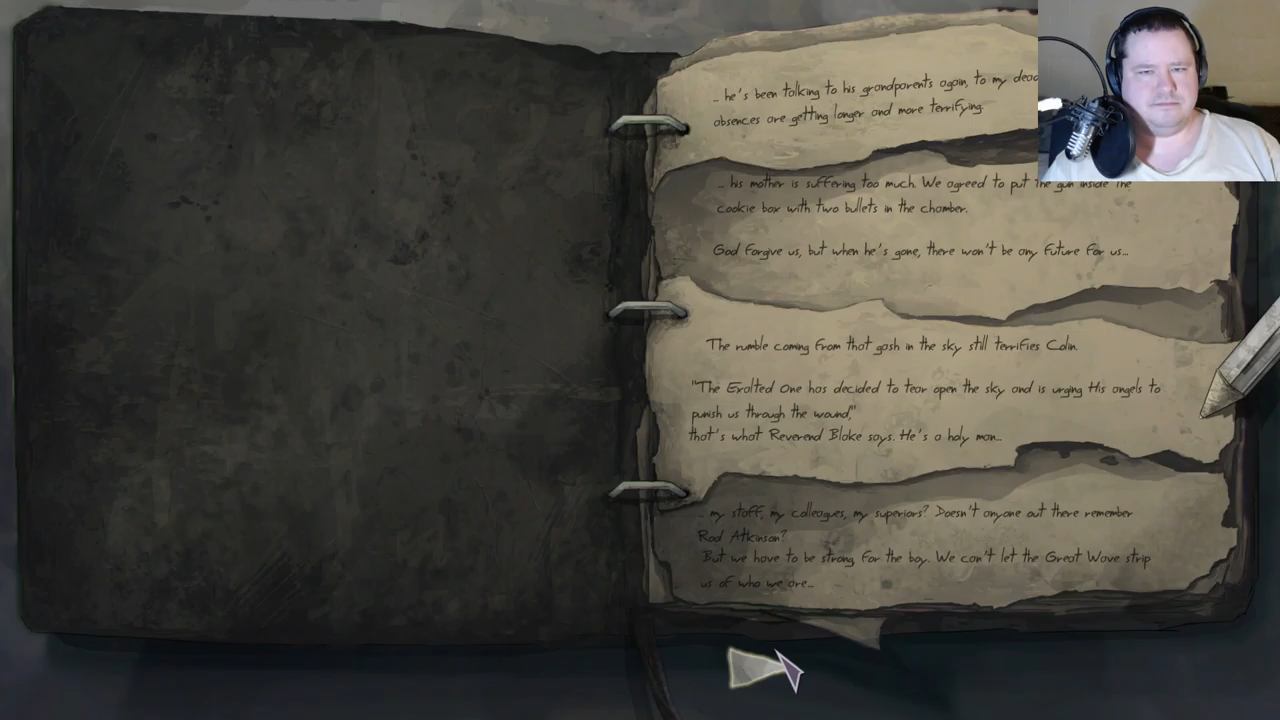 ... he's been talking to his grandparents again, to my dead
absences are getting longer and more terrifying.
... his mother is suffering too much. We agreed to put the gun inside the
cookie box with two bullets in the chamber.
God forgive us, but when he's gone, there won't be any future for us...
The rumble coming from that gash in the sky still terrifies Colin.
"The Exalted One has decided to tear open the sky and is urging His angels to
punish us through the wound,"
that's what Reverend Blake says. He's a holy man...
... my staff, my colleagues, my superiors? Doesn't anyone out there remember
Rod Atkinson?
But we have to be strong for the boy. We can't let the Great Wave strip
us of who we are...